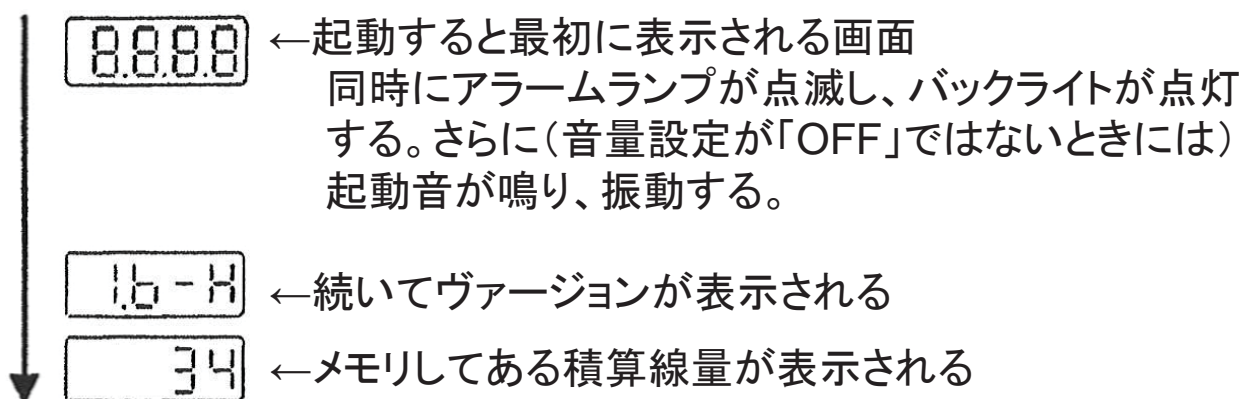 8.8.8.8 ←起動すると最初に表示される画面
同時にアラームランプが点滅し、バックライトが点灯
する。さらに（音量設定が「OFF」ではないときには）
起動音が鳴り、振動する。
1.b-H ←続いてヴァージョンが表示される
34 ←メモリしてある積算線量が表示される